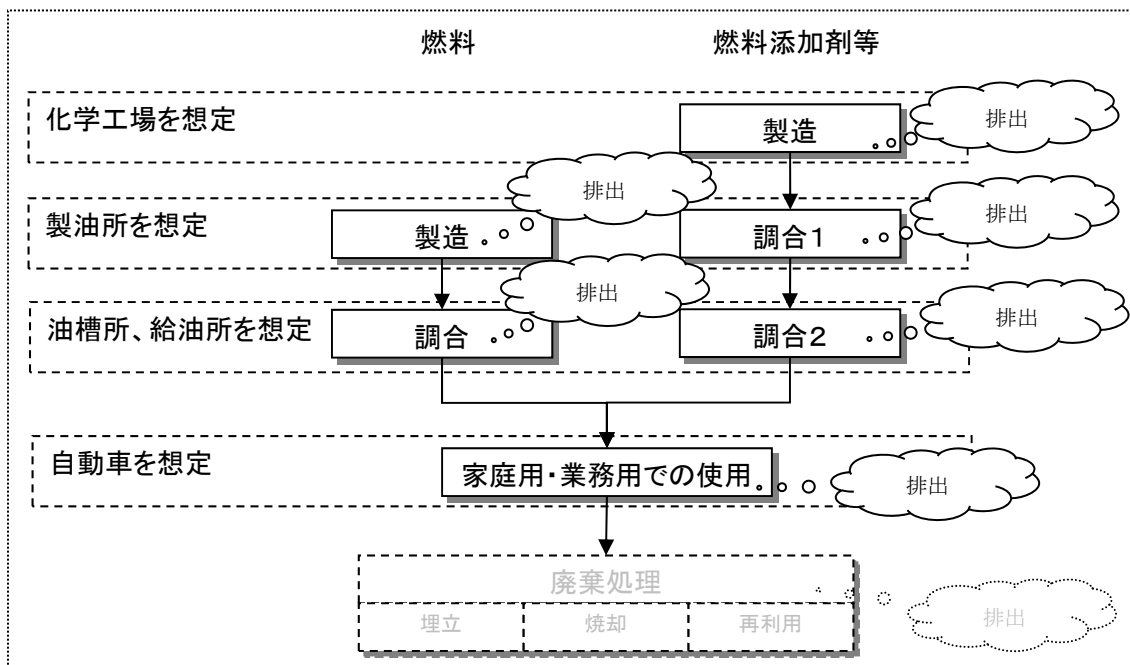 燃料
燃料添加剤等
化学工場を想定
製造
排出
排出
製油所を想定
製造
調合1
排出
排出
油槽所、給油所を想定
調合
調合2
排出
自動車を想定
家庭用・業務用での使用
排出
廃棄処理
埋立
焼却
再利用
排出